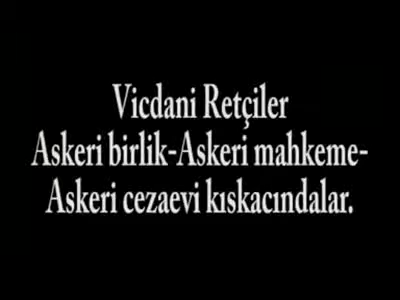 Vicdani Retçiler
Askeri birlik-Askeri mahkeme-
Askeri cezaevi kıskacındalar.